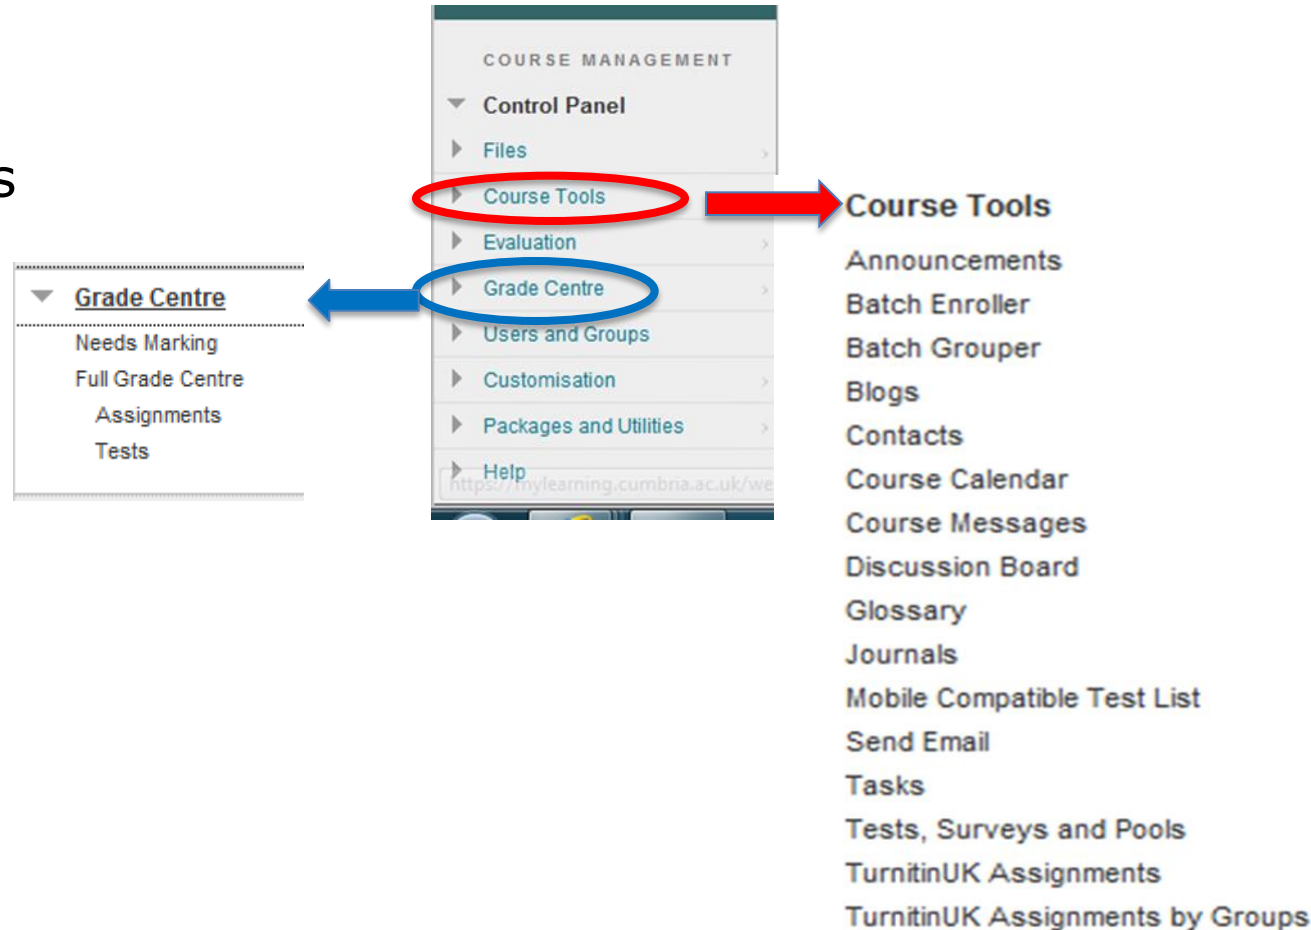 s
COURSE MANAGEMENT
Control Panel
Files
Course Tools
Evaluation
Grade Centre
Users and Groups
Customisation
Packages and Utilities
Help
https://mylearning.cumbria.ac.uk/we
Grade Centre
Needs Marking
Full Grade Centre
Assignments
Tests
Course Tools
Announcements
Batch Enroller
Batch Grouper
Blogs
Contacts
Course Calendar
Course Messages
Discussion Board
Glossary
Journals
Mobile Compatible Test List
Send Email
Tasks
Tests, Surveys and Pools
TurnitinUK Assignments
TurnitinUK Assignments by Groups